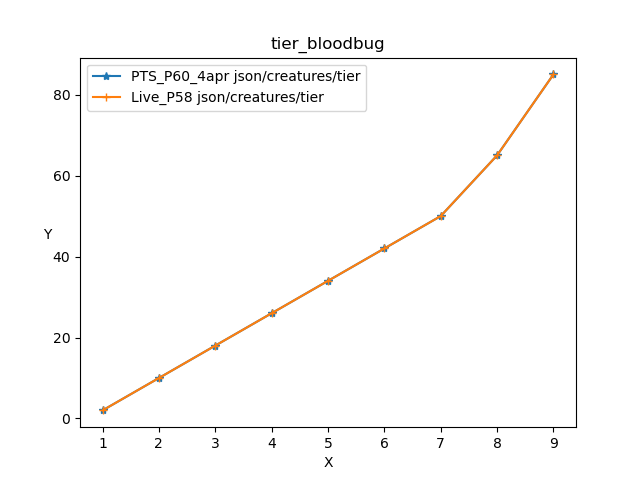 tier_bloodbug
PTS_P60_4apr json/creatures/tier
Live_P58 json/creatures/tier
80
60
Y
40
20
0
1 2 3 4 5 6 7 8 9
X